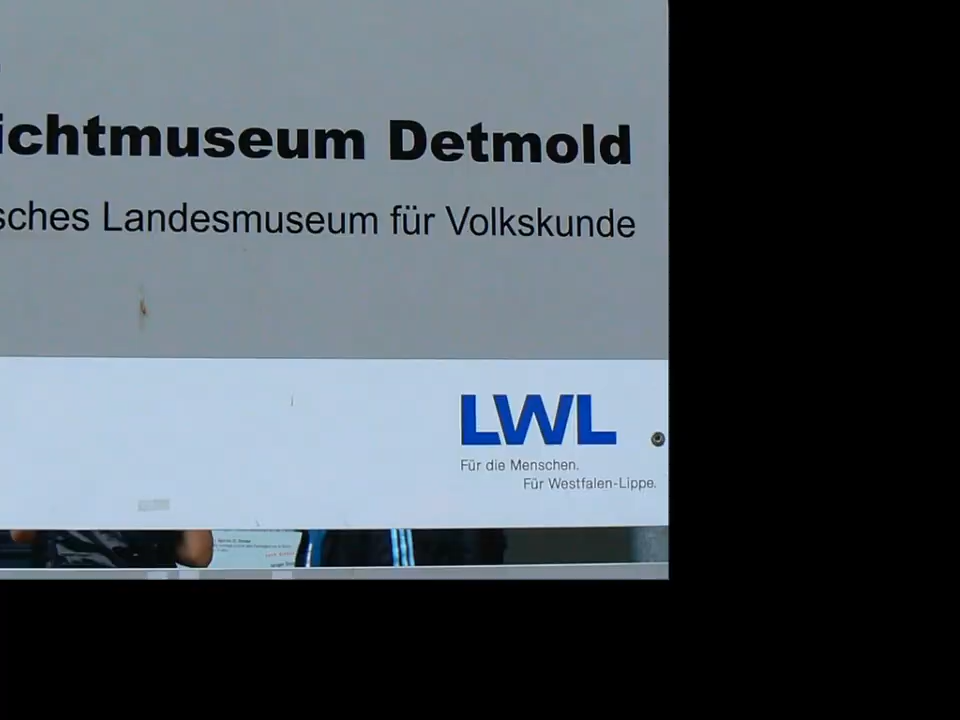 ichtmuseum Detmold
sches Landesmuseum für Volkskunde
LWL
Für die Menschen.
Für Westfalen-Lippe.